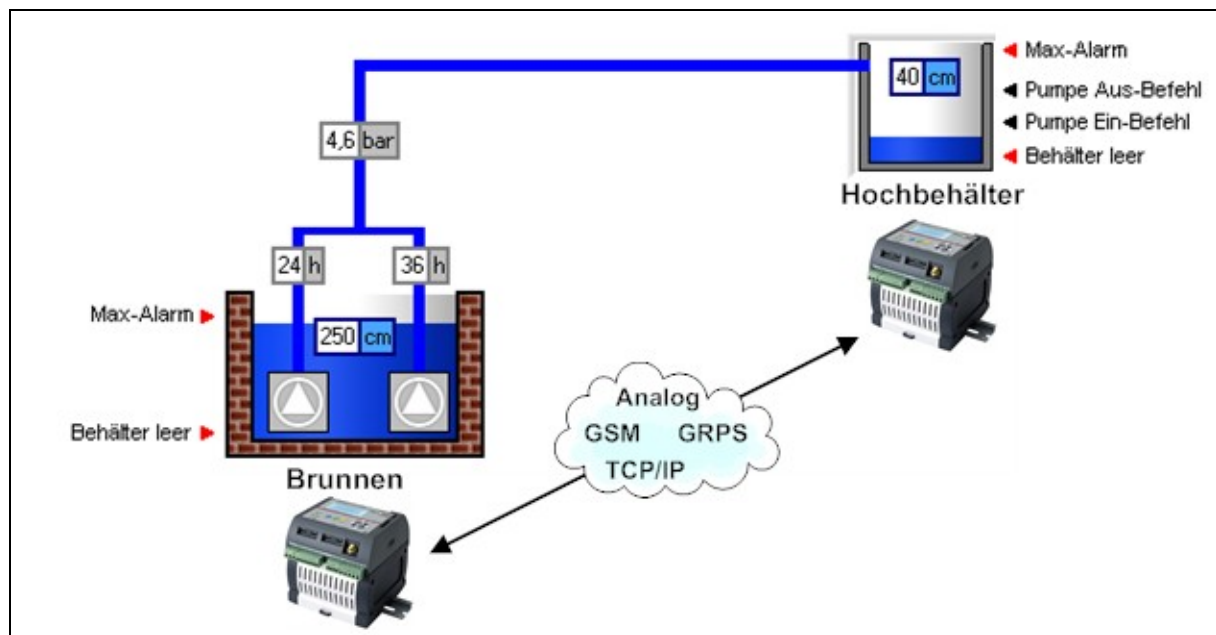 40 cm
Max-Alarm
Pumpe Aus-Befehl
Pumpe Ein-Befehl
Behälter leer
Hochbehälter
4,6 bar
24 h
36 h
Max-Alarm
250 cm
Behälter leer
Brunnen
Analog
GSM GRPS
TCP/IP